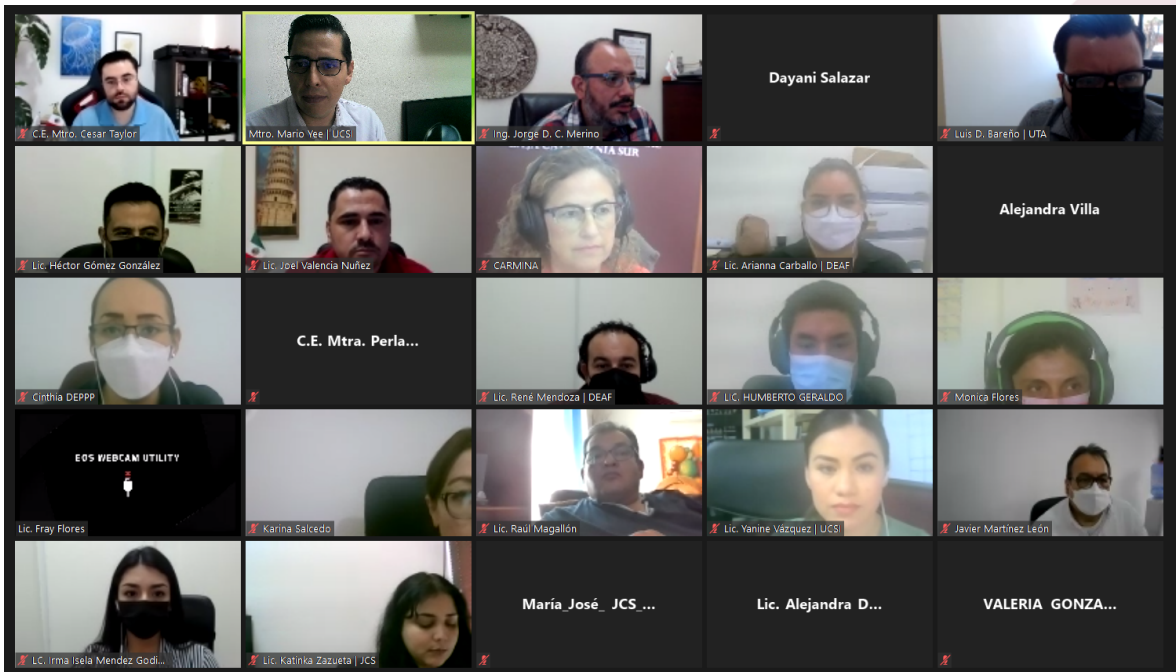 C.E. Mtro. Cesar Taylor
Mtro. Mario Yee | UCSI
Ing. Jorge D. C. Merino
Dayani Salazar
Luis D. Bareño | UTA
Lic. Héctor Gómez González
Lic. Joel Valencia Nuñez
CARMINA
Lic. Arianna Carballo | DEAF
Alejandra Villa
Cinthia DEPPP
C.E. Mtra. Perla...
Lic. René Mendoza | DEAF
LIC. HUMBERTO GERALDO
Monica Flores
EOS WEBCAM UTILITY
Lic. Fray Flores
Karina Salcedo
Lic. Raúl Magallón
Lic. Yanine Vázquez | UCSI
Javier Martínez León
LC. Irma Isela Mendez Godi...
Lic. Katinka Zazueta | JCS
María_José_ JCS_...
Lic. Alejandra D...
VALERIA GONZA...